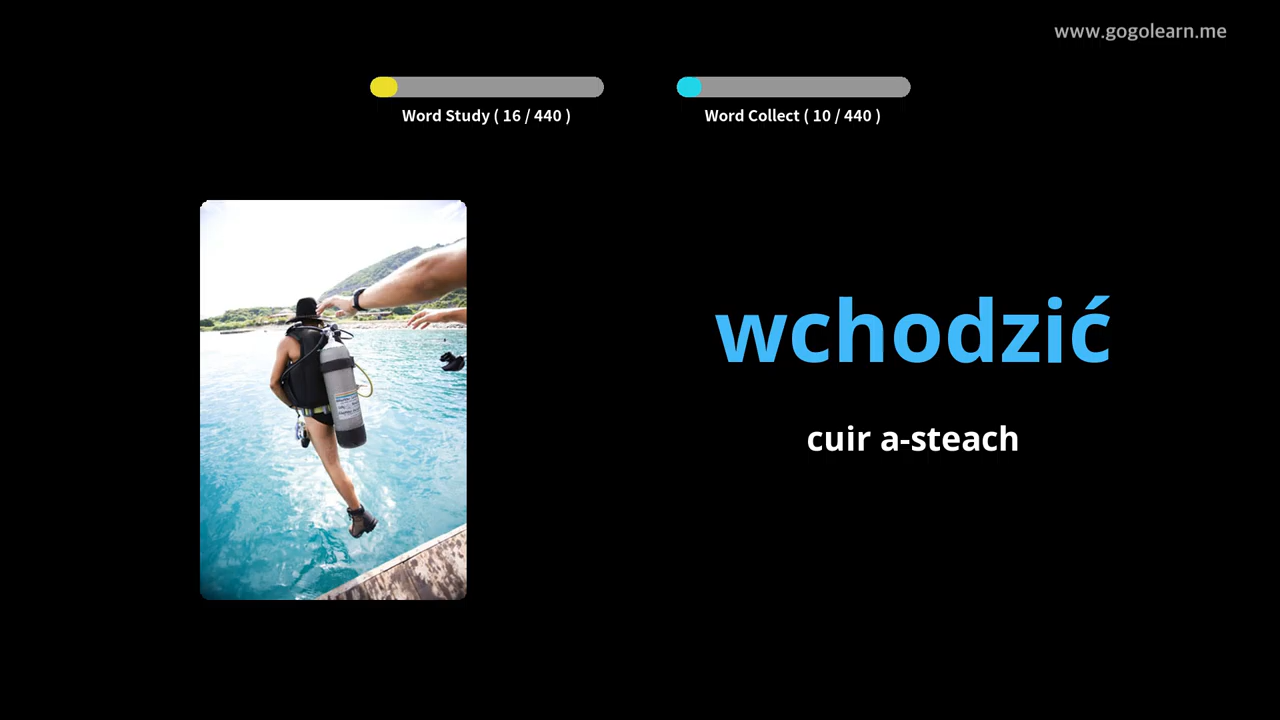 www.gogolearn.me
Word Study ( 16 / 440 )
Word Collect ( 10 / 440 )
wchodzić
cuir a-steach